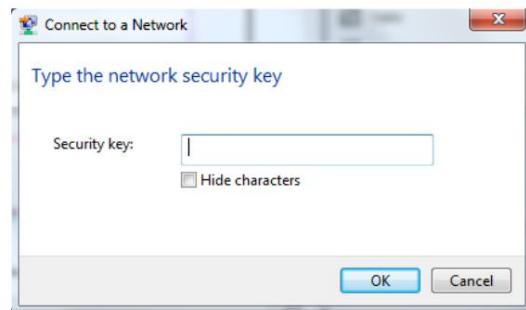 Connect to a Network
Type the network security key
Security key:
Hide characters
OK Cancel